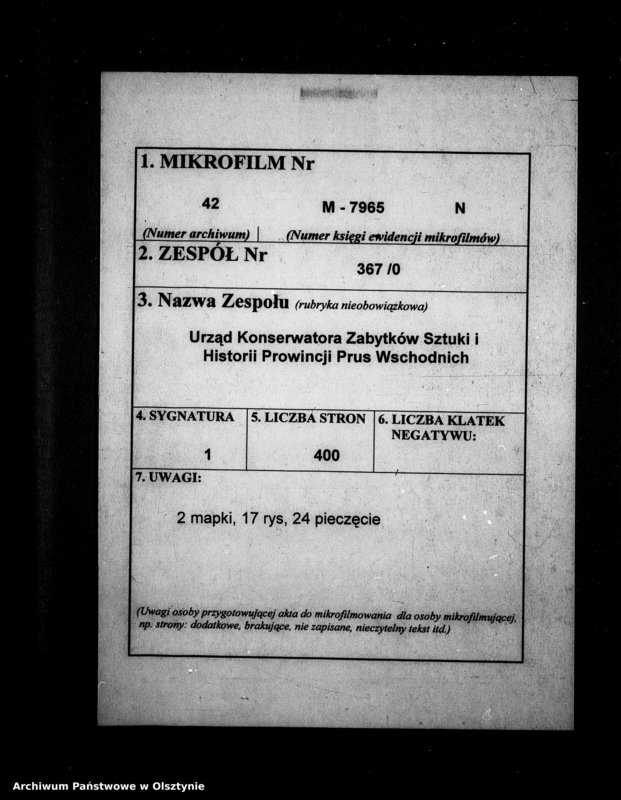 1. MIKROFILM Nr
42 M - 7965 N
(Numer archiwum) (Numer księgi ewidencji mikrofilmów)
2. ZESPÓŁ Nr
367 /0
3. Nazwa Zespołu (rubryka nieobowiązkowa)
Urząd Konserwatora Zabytków Sztuki i
Historii Prowincji Prus Wschodnich
4. SYGNATURA
1
5. LICZBA STRON
400
6. LICZBA KLATEK
NEGATYWU:
7. UWAGI:
2 mapki, 17 rys, 24 pieczęcie
(Uwagi osoby przygotowującej akta do mikrofilmowania dla osoby mikrofilmującej,
np. strony: dodatkowe, brakujące, nie zapisane, nieczytelny tekst itd.)
Archiwum Państwowe w Olsztynie